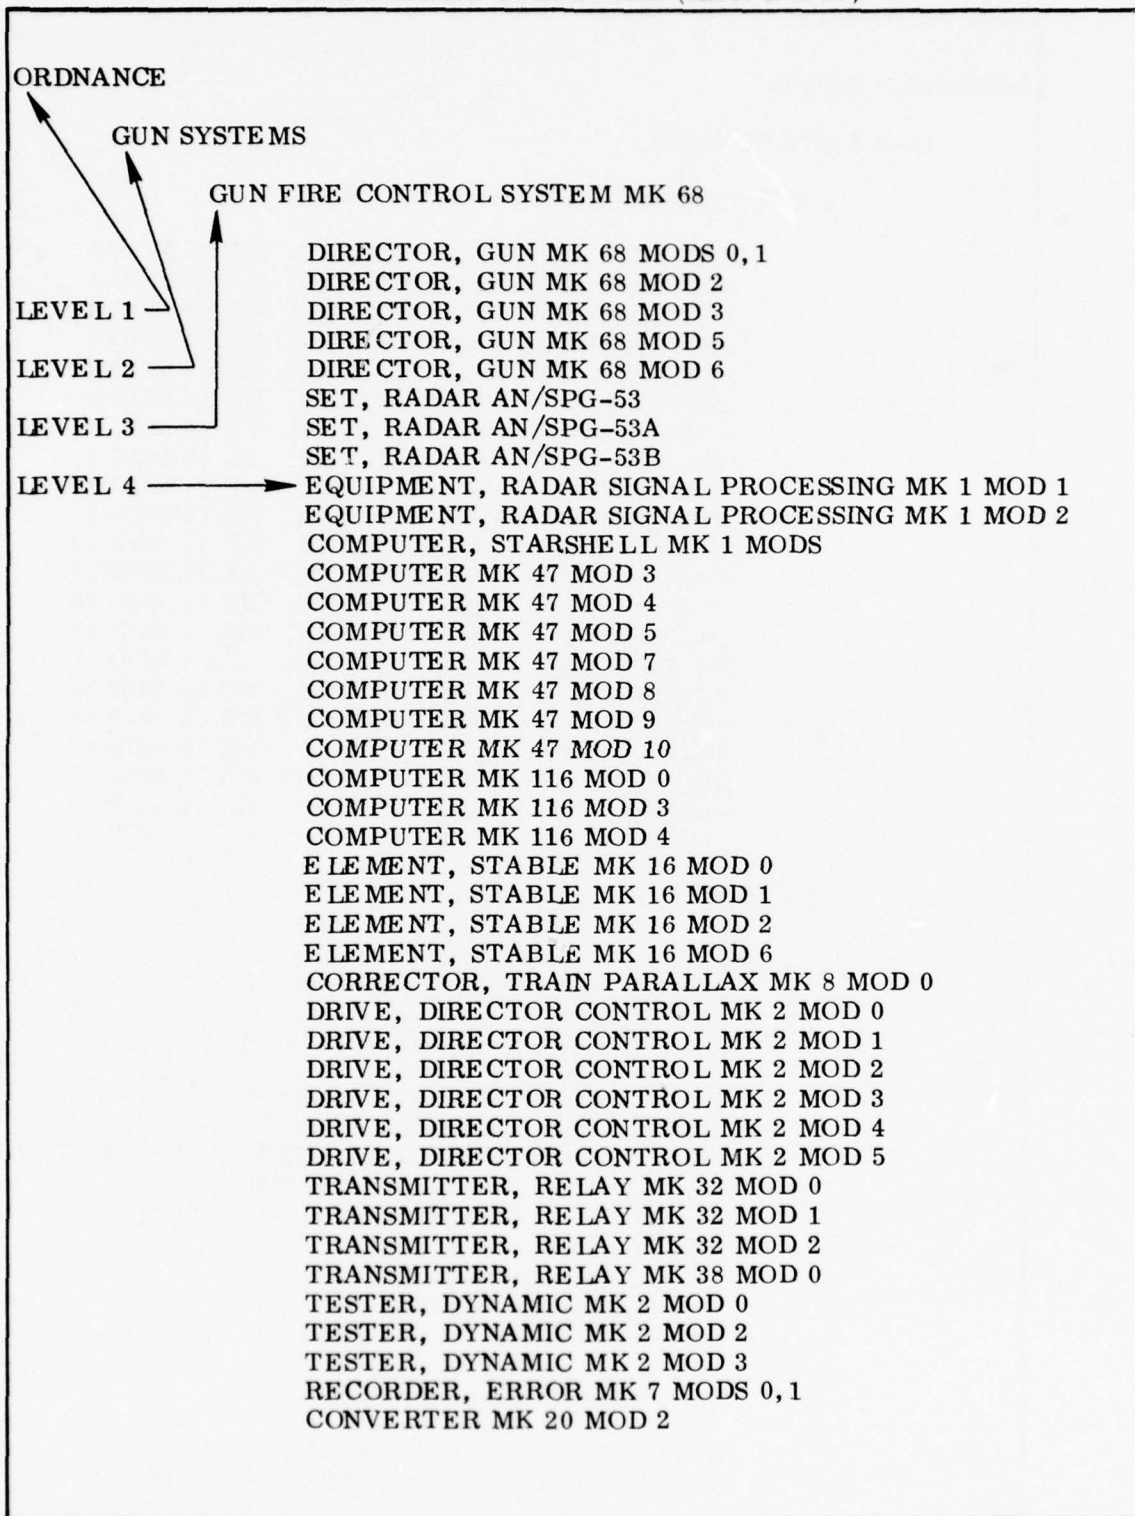 ORDNANCE
GUN SYSTEMS
GUN FIRE CONTROL SYSTEM MK 68
DIRECTOR, GUN MK 68 MODS 0,1
DIRECTOR, GUN MK 68 MOD 2
LEVEL 1 DIRECTOR, GUN MK 68 MOD 3
DIRECTOR, GUN MK 68 MOD 5
LEVEL 2 DIRECTOR, GUN MK 68 MOD 6
SET, RADAR AN/SPG-53
LEVEL 3 SET, RADAR AN/SPG-53A
SET, RADAR AN/SPG-53B
LEVEL 4 EQUIPMENT, RADAR SIGNAL PROCESSING MK 1 MOD 1
EQUIPMENT, RADAR SIGNAL PROCESSING MK 1 MOD 2
COMPUTER, STARSHELL MK 1 MODS
COMPUTER MK 47 MOD 3
COMPUTER MK 47 MOD 4
COMPUTER MK 47 MOD 5
COMPUTER MK 47 MOD 7
COMPUTER MK 47 MOD 8
COMPUTER MK 47 MOD 9
COMPUTER MK 47 MOD 10
COMPUTER MK 116 MOD 0
COMPUTER MK 116 MOD 3
COMPUTER MK 116 MOD 4
ELEMENT, STABLE MK 16 MOD 0
ELEMENT, STABLE MK 16 MOD 1
ELEMENT, STABLE MK 16 MOD 2
ELEMENT, STABLE MK 16 MOD 6
CORRECTOR, TRAIN PARALLAX MK 8 MOD 0
DRIVE, DIRECTOR CONTROL MK 2 MOD 0
DRIVE, DIRECTOR CONTROL MK 2 MOD 1
DRIVE, DIRECTOR CONTROL MK 2 MOD 2
DRIVE, DIRECTOR CONTROL MK 2 MOD 3
DRIVE, DIRECTOR CONTROL MK 2 MOD 4
DRIVE, DIRECTOR CONTROL MK 2 MOD 5
TRANSMITTER, RELAY MK 32 MOD 0
TRANSMITTER, RELAY MK 32 MOD 1
TRANSMITTER, RELAY MK 32 MOD 2
TRANSMITTER, RELAY MK 38 MOD 0
TESTER, DYNAMIC MK 2 MOD 0
TESTER, DYNAMIC MK 2 MOD 2
TESTER, DYNAMIC MK 2 MOD 3
RECORDER, ERROR MK 7 MODS 0,1
CONVERTER MK 20 MOD 2